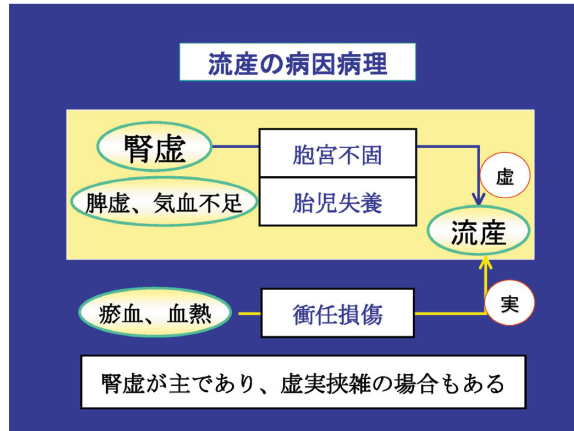 流産の病因病理
腎虚
胞宮不固
虚
脾虚、気血不足
胎児失養
流産
瘀血、血熱
衝任損傷
実
腎虚が主であり、虚実挟雑の場合もある